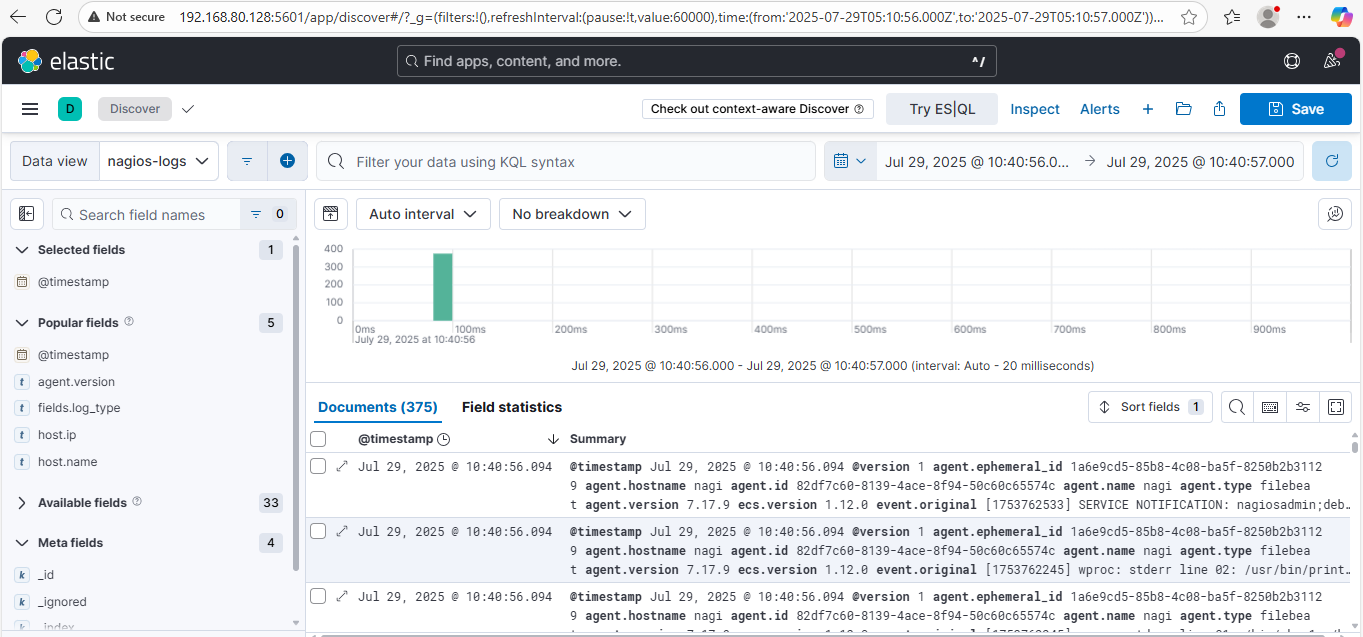 Not secure 192.168.80.128:5601/app/discover#/?_g=(filters:!(),refreshInterval:(pause:!t,value:60000),time:(from:'2025-07-29T05:10:56.000Z',to:'2025-07-29T05:10:57.000Z'))...
elastic Find apps, content, and more. ^/
D Discover Check out context-aware Discover Try ES|QL Inspect Alerts + Save
Data view nagios-logs Filter your data using KQL syntax Jul 29, 2025 @ 10:40:56.0... → Jul 29, 2025 @ 10:40:57.000
Search field names 0 Auto interval No breakdown
Selected fields 1
@timestamp
Popular fields 5
@timestamp
agent.version
fields.log_type
host.ip
host.name
Available fields 33
Meta fields 4
_id
_ignored
_index
400
300
200
100
0
0ms 100ms 200ms 300ms 400ms 500ms 600ms 700ms 800ms 900ms
July 29, 2025 at 10:40:56
Jul 29, 2025 @ 10:40:56.000 - Jul 29, 2025 @ 10:40:57.000 (interval: Auto - 20 milliseconds)
Documents (375) Field statistics Sort fields 1
@timestamp Summary
Jul 29, 2025 @ 10:40:56.094 @timestamp Jul 29, 2025 @ 10:40:56.094 @version 1 agent.ephemeral_id 1a6e9cd5-85b8-4c08-ba5f-8250b2b3112
9 agent.hostname nagi agent.id 82df7c60-8139-4ace-8f94-50c60c65574c agent.name nagi agent.type filebea
t agent.version 7.17.9 ecs.version 1.12.0 event.original [1753762533] SERVICE NOTIFICATION: nagiosadmin;deb...
Jul 29, 2025 @ 10:40:56.094 @timestamp Jul 29, 2025 @ 10:40:56.094 @version 1 agent.ephemeral_id 1a6e9cd5-85b8-4c08-ba5f-8250b2b3112
9 agent.hostname nagi agent.id 82df7c60-8139-4ace-8f94-50c60c65574c agent.name nagi agent.type filebea
t agent.version 7.17.9 ecs.version 1.12.0 event.original [1753762245] wproc: stderr line 02: /usr/bin/print...
Jul 29, 2025 @ 10:40:56.094 @timestamp Jul 29, 2025 @ 10:40:56.094 @version 1 agent.ephemeral_id 1a6e9cd5-85b8-4c08-ba5f-8250b2b3112
9 agent.hostname nagi agent.id 82df7c60-8139-4ace-8f94-50c60c65574c agent.name nagi agent.type filebea